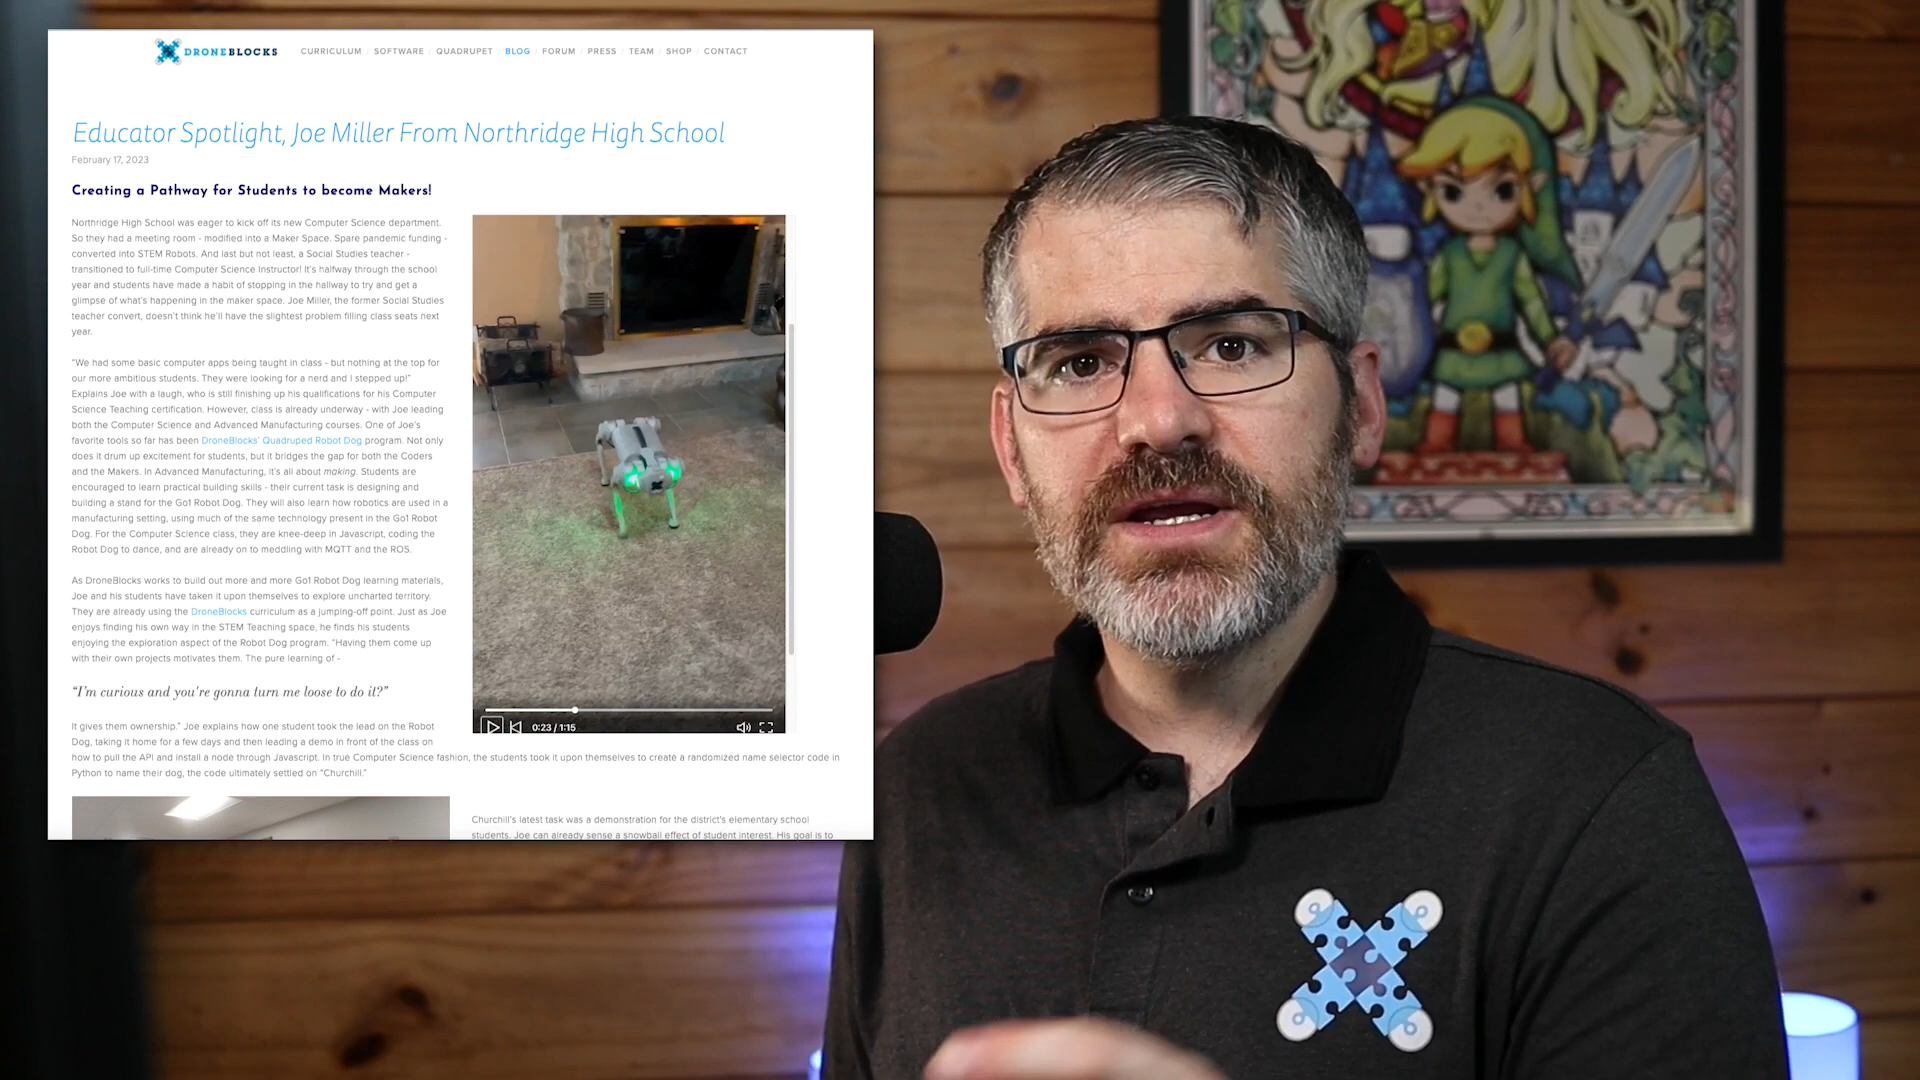 DRONEBLOCKS CURRICULUM / SOFTWARE / QUADRUPET / BLOG / FORUM / PRESS / TEAM / SHOP / CONTACT
Educator Spotlight, Joe Miller From Northridge High School
February 17, 2023
Creating a Pathway for Students to become Makers!
Northridge High School was eager to kick off its new Computer Science department.
So they had a meeting room - modified into a Maker Space. Spare pandemic funding -
converted into STEM Robots. And last but not least, a Social Studies teacher -
transitioned to full-time Computer Science Instructor! It's halfway through the school
year and students have made a habit of stopping in the hallway to try and get a
glimpse of what's happening in the maker space. Joe Miller, the former Social Studies
teacher convert, doesn't think he'll have the slightest problem filling class seats next
year.
"We had some basic computer apps being taught in class - but nothing at the top for
our more ambitious students. They were looking for a nerd and I stepped up!"
Explains Joe with a laugh, who is still finishing up his qualifications for his Computer
Science Teaching certification. However, class is already underway - with Joe leading
both the Computer Science and Advanced Manufacturing courses. One of Joe's
favorite tools so far has been DroneBlocks' Quadruped Robot Dog program. Not only
does it drum up excitement for students, but it bridges the gap for both the Coders
and the Makers. In Advanced Manufacturing, it's all about making. Students are
encouraged to learn practical building skills - their current task is designing and
building a stand for the Go1 Robot Dog. They will also learn how robotics are used in a
manufacturing setting, using much of the same technology present in the Go1 Robot
Dog. For the Computer Science class, they are knee-deep in Javascript, coding the
Robot Dog to dance, and are already on to meddling with MQTT and the ROS.
As DroneBlocks works to build out more and more Go1 Robot Dog learning materials,
Joe and his students have taken it upon themselves to explore uncharted territory.
They are already using the DroneBlocks curriculum as a jumping-off point. Just as Joe
enjoys finding his own way in the STEM Teaching space, he finds his students
enjoying the exploration aspect of the Robot Dog program. "Having them come up
with their own projects motivates them. The pure learning of -
"I'm curious and you're gonna turn me loose to do it?"
It gives them ownership." Joe explains how one student took the lead on the Robot
Dog, taking it home for a few days and then leading a demo in front of the class on
how to pull the API and install a node through Javascript. In true Computer Science fashion, the students took it upon themselves to create a randomized name selector code in
Python to name their dog, the code ultimately settled on "Churchill."
0:23 / 1:15
Churchill's latest task was a demonstration for the district's elementary school
students. Joe can already sense a snowball effect of student interest. His goal is to